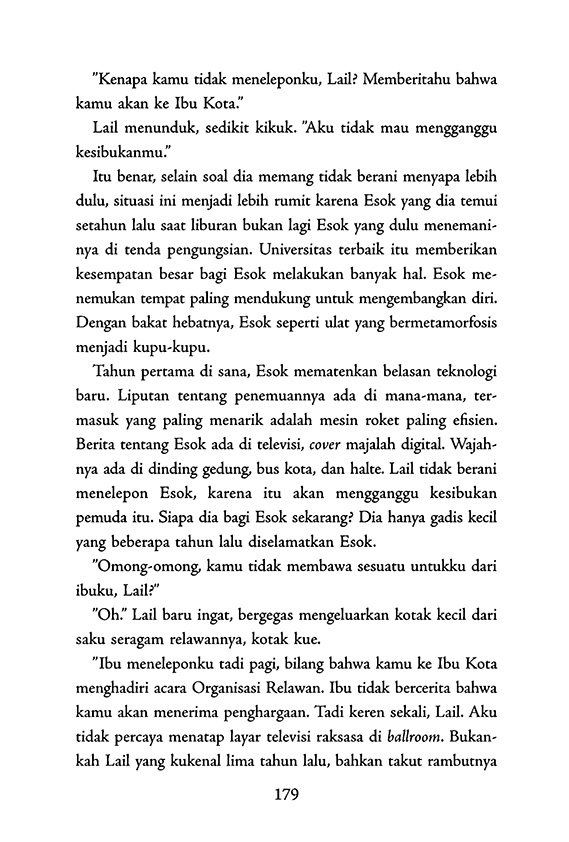 "Kenapa kamu tidak meneleponku, Lail? Memberitahu bahwa
kamu akan ke Ibu Kota."
Lail menunduk, sedikit kikuk. "Aku tidak mau mengganggu
kesibukanmu."
Itu benar, selain soal dia memang tidak berani menyapa lebih
dulu, situasi ini menjadi lebih rumit karena Esok yang dia temui
setahun lalu saat liburan bukan lagi Esok yang dulu menemani-
nya di tenda pengungsian. Universitas terbaik itu memberikan
kesempatan besar bagi Esok melakukan banyak hal. Esok me-
nemukan tempat paling mendukung untuk mengembangkan diri.
Dengan bakat hebatnya, Esok seperti ulat yang bermetamorfosis
menjadi kupu-kupu.
Tahun pertama di sana, Esok mematenkan belasan teknologi
baru. Liputan tentang penemuannya ada di mana-mana, ter-
masuk yang paling menarik adalah mesin roket paling efisien.
Berita tentang Esok ada di televisi, cover majalah digital. Wajah-
nya ada di dinding gedung, bus kota, dan halte. Lail tidak berani
menelepon Esok, karena itu akan mengganggu kesibukan
pemuda itu. Siapa dia bagi Esok sekarang? Dia hanya gadis kecil
yang beberapa tahun lalu diselamatkan Esok.
"Omong-omong, kamu tidak membawa sesuatu untukku dari
ibuku, Lail?"
"Oh." Lail baru ingat, bergegas mengeluarkan kotak kecil dari
saku seragam relawannya, kotak kue.
"Ibu meneleponku tadi pagi, bilang bahwa kamu ke Ibu Kota
menghadiri acara Organisasi Relawan. Ibu tidak bercerita bahwa
kamu akan menerima penghargaan. Tadi keren sekali, Lail. Aku
tidak percaya menatap layar televisi raksasa di ballroom. Bukan-
kah Lail yang kukenal lima tahun lalu, bahkan takut rambutnya
179